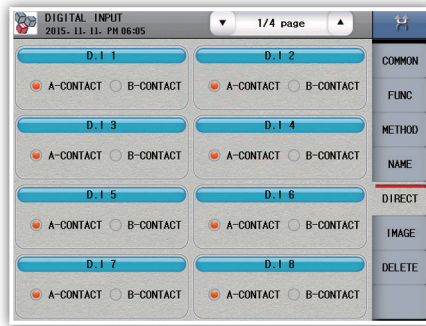 DIGITAL INPUT
2015. 11. 11. PM 06:05
1/4 page
D.I 1
D.I 2
A-CONTACT B-CONTACT
A-CONTACT B-CONTACT
D.I 3
D.I 4
A-CONTACT B-CONTACT
A-CONTACT B-CONTACT
D.I 5
D.I 6
A-CONTACT B-CONTACT
A-CONTACT B-CONTACT
D.I 7
D.I 8
A-CONTACT B-CONTACT
A-CONTACT B-CONTACT
COMMON
FUNC
METHOD
NAME
DIRECT
IMAGE
DELETE